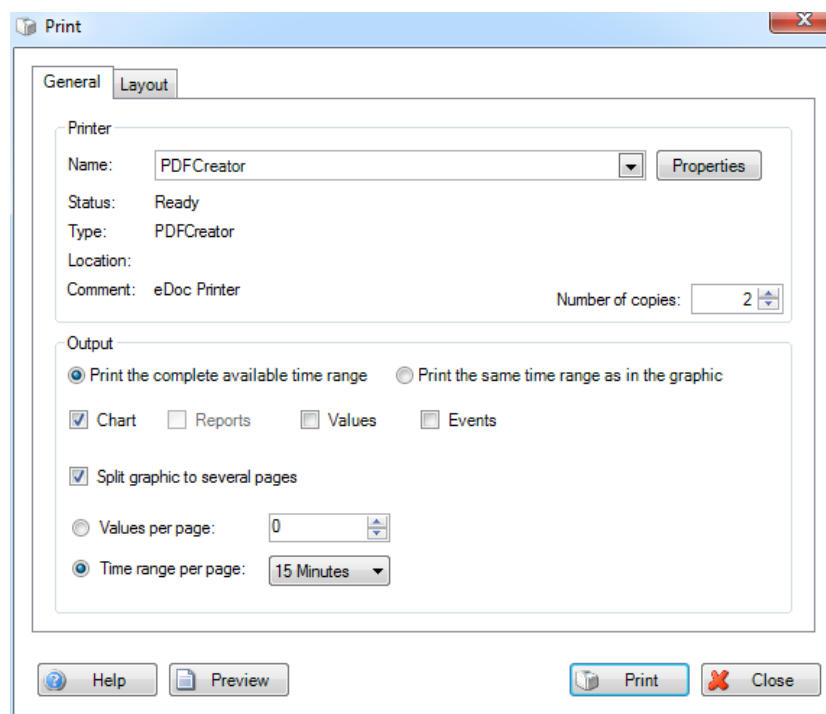 Print
General Layout
Printer
Name: PDFCreator Properties
Status: Ready
Type: PDFCreator
Location:
Comment: eDoc Printer
Number of copies: 2
Output
Print the complete available time range Print the same time range as in the graphic
Chart Reports Values Events
Split graphic to several pages
Values per page: 0
Time range per page: 15 Minutes
Help Preview Print Close